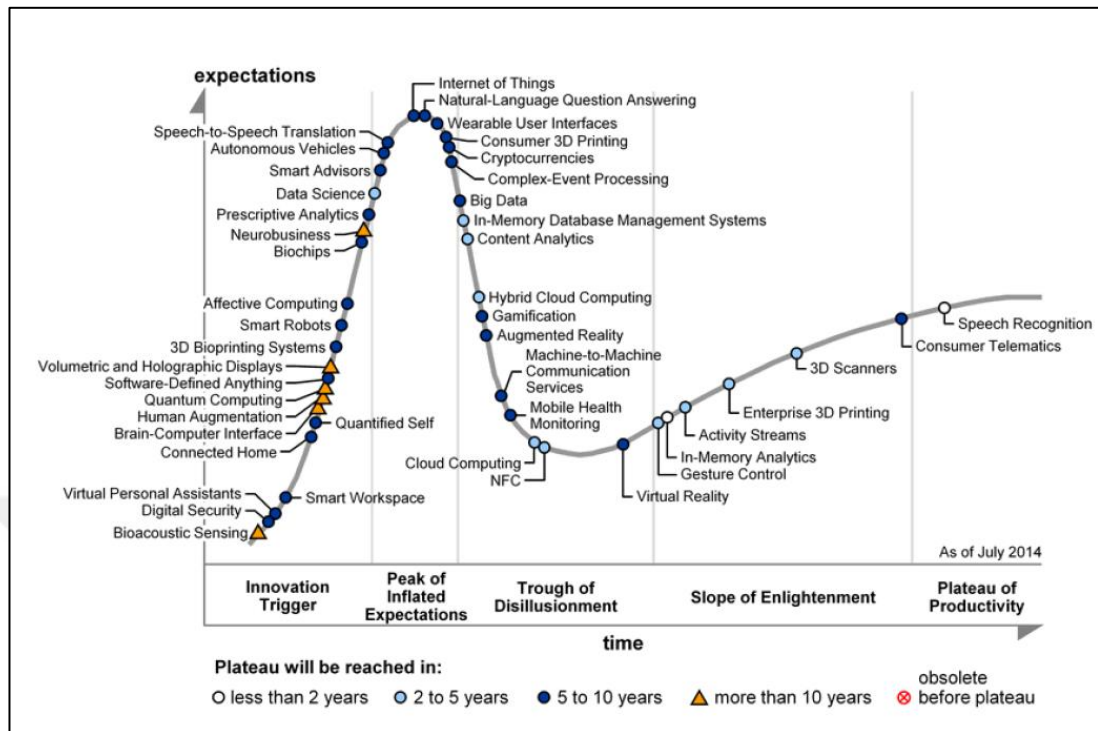 expectations
Internet of Things
Natural-Language Question Answering
Wearable User Interfaces
Consumer 3D Printing
Cryptocurrencies
Complex-Event Processing
Speech-to-Speech Translation
Autonomous Vehicles
Smart Advisors
Data Science
Prescriptive Analytics
Neurobusiness
Biochips
Big Data
In-Memory Database Management Systems
Content Analytics
Hybrid Cloud Computing
Gamification
Augmented Reality
Machine-to-Machine
Communication
Services
Mobile Health
Monitoring
Affective Computing
Smart Robots
3D Bioprinting Systems
Volumetric and Holographic Displays
Software-Defined Anything
Quantum Computing
Human Augmentation
Brain-Computer Interface
Connected Home
Quantified Self
Virtual Personal Assistants
Digital Security
Bioacoustic Sensing
Smart Workspace
Cloud Computing
NFC
Virtual Reality
Speech Recognition
Consumer Telematics
3D Scanners
Enterprise 3D Printing
Activity Streams
In-Memory Analytics
Gesture Control
As of July 2014
Innovation
Trigger
Peak of
Inflated
Expectations
Trough of
Disillusionment
Slope of Enlightenment
Plateau of
Productivity
time
Plateau will be reached in:
less than 2 years
2 to 5 years
5 to 10 years
more than 10 years
obsolete
before plateau